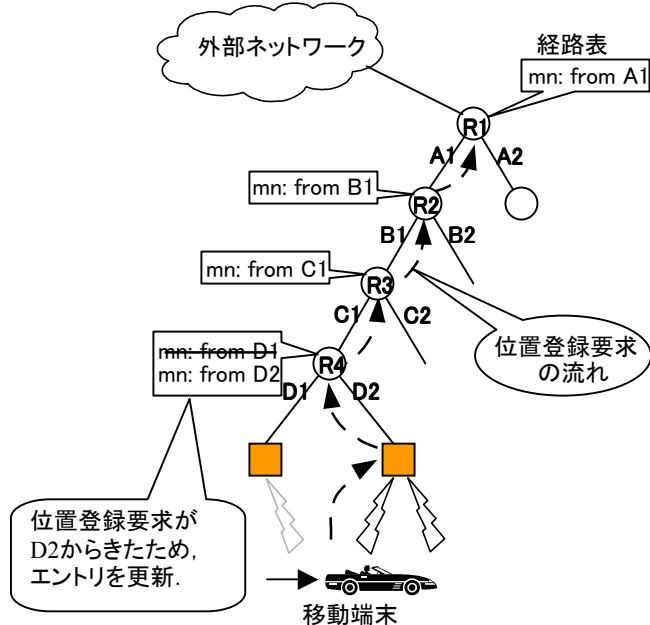 外部ネットワーク
経路表
mn: from A1
R1
A1
A2
mn: from B1
R2
B1
B2
mn: from C1
R3
C1
C2
位置登録要求
の流れ
mn: from D1
mn: from D2
R4
D1
D2
位置登録要求が
D2からきたため,
エントリを更新.
移動端末